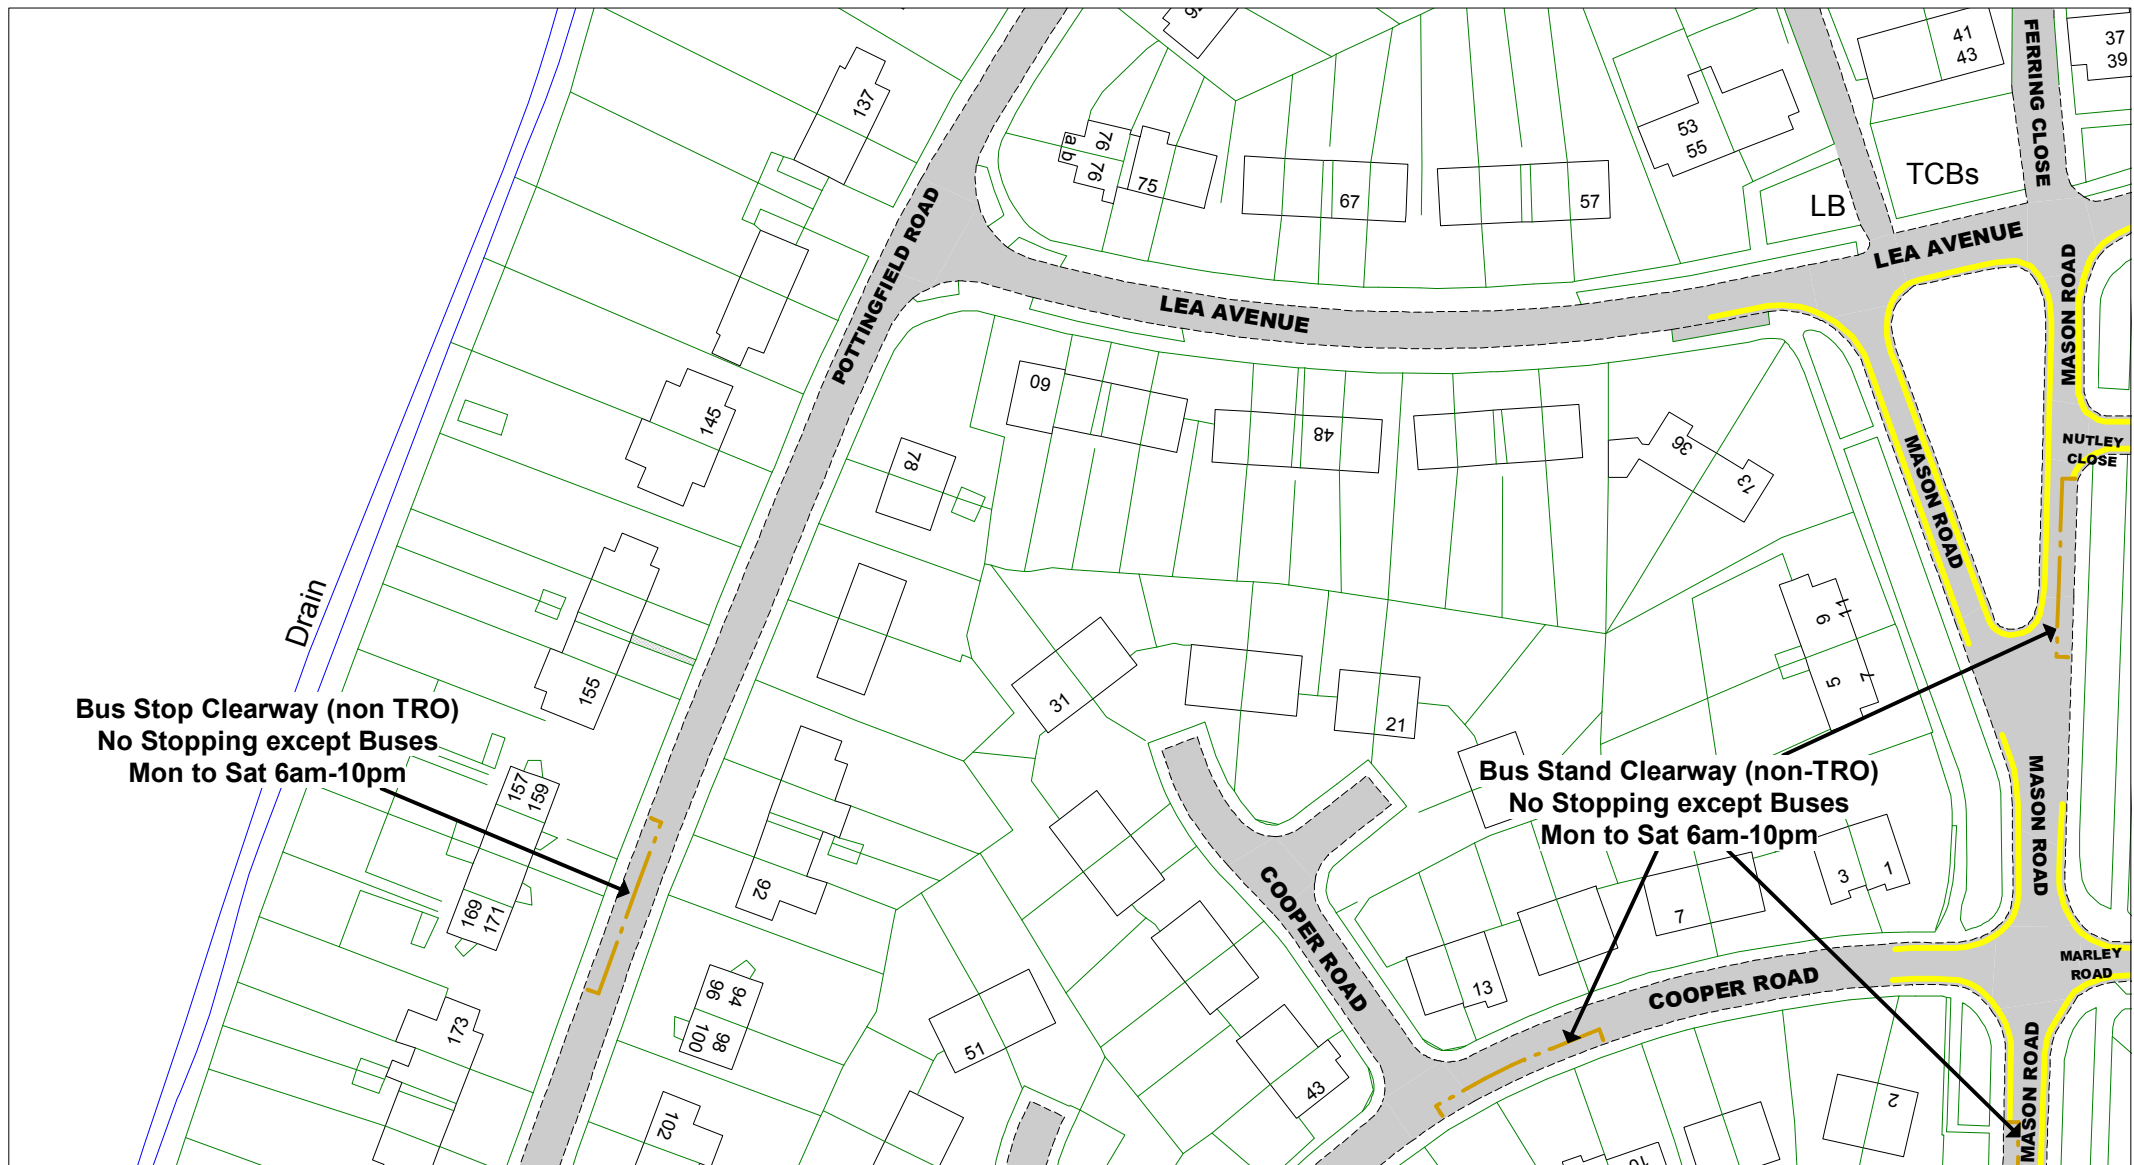 137
76
a b
76
75
67
57
53
55
41
43
37
39
FERRING CLOSE
TCBs
LB
LEA AVENUE
MASON ROAD
POTTINGFIELD ROAD
LEA AVENUE
145
60
48
36
73
78
NUTLEY
CLOSE
MASON ROAD
Drain
155
31
21
11
9
7
5
Bus Stop Clearway (non TRO)
No Stopping except Buses
Mon to Sat 6am-10pm
Bus Stand Clearway (non-TRO)
No Stopping except Buses
Mon to Sat 6am-10pm
157
159
169
171
92
MASON ROAD
3
1
7
13
COOPER ROAD
COOPER ROAD
MARLEY
ROAD
96
94
100
98
173
51
43
2
102
MASON ROAD